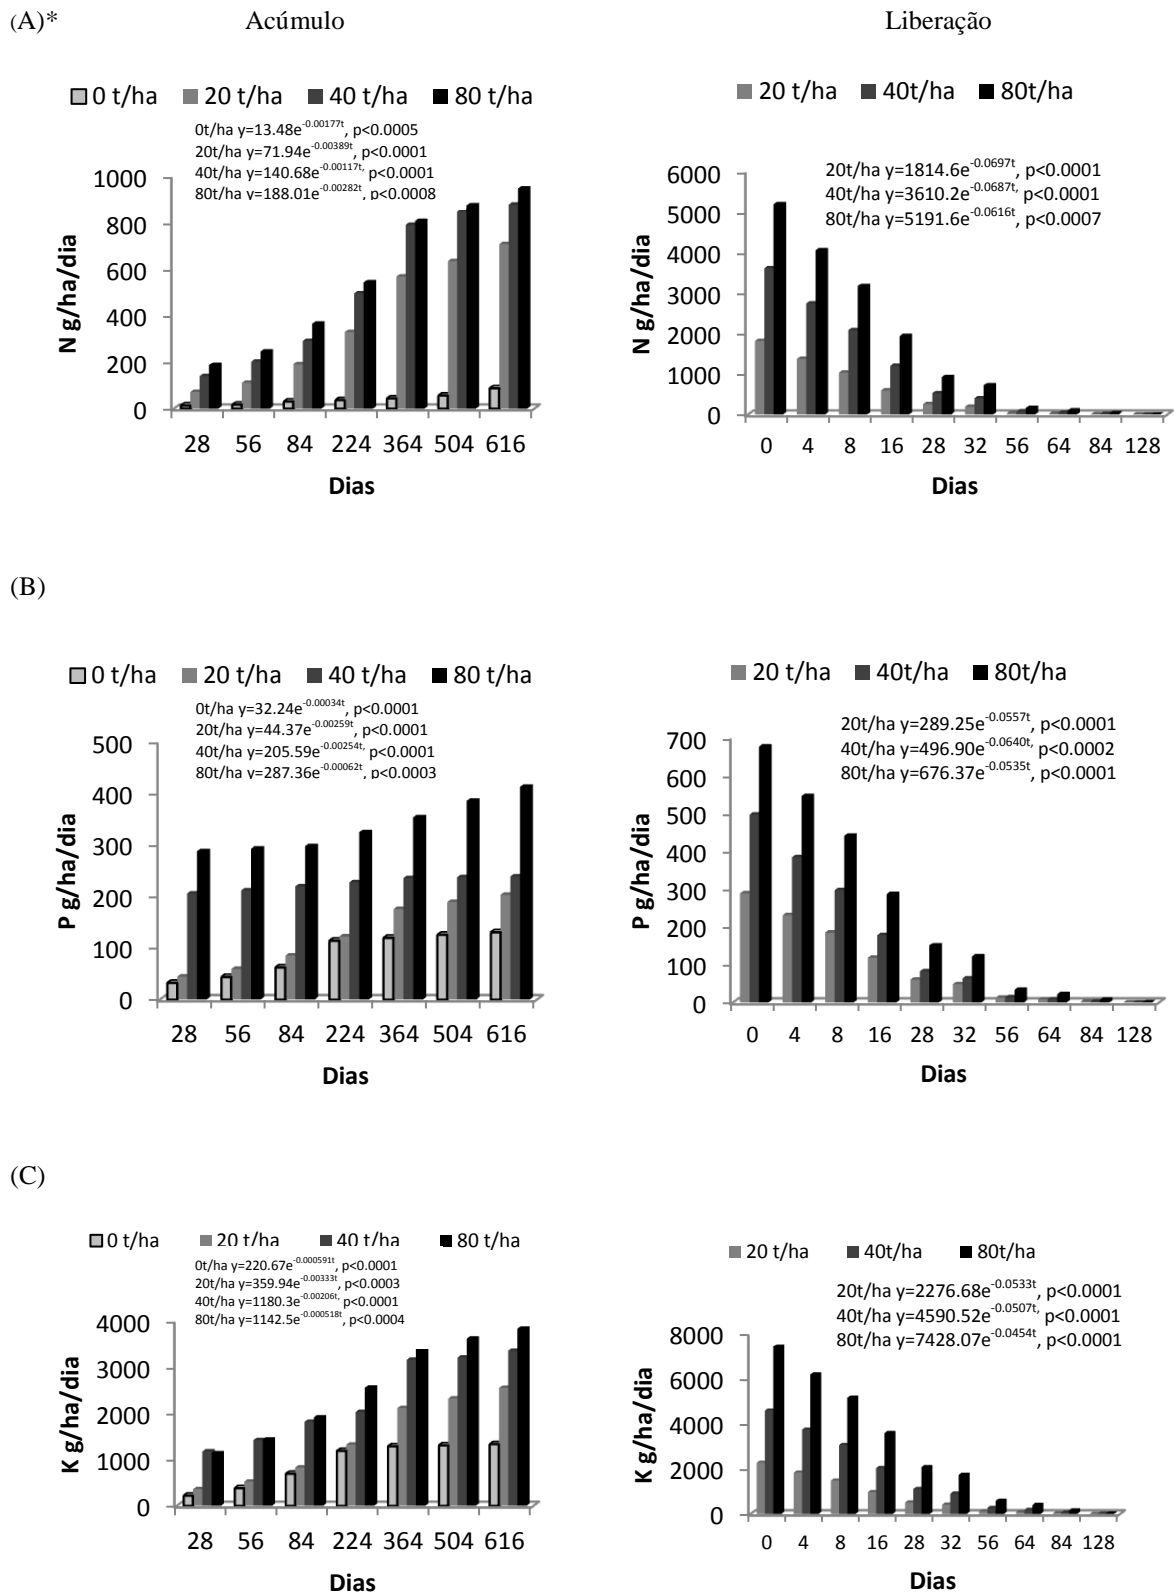 (A)*
Acúmulo
Liberação
0 t/ha 20 t/ha 40 t/ha 80 t/ha
0t/ha y=13.48e-0.00177t, p<0.0005
20t/ha y=71.94e-0.00389t, p<0.0001
40t/ha y=140.68e-0.00117t, p<0.0001
80t/ha y=188.01e-0.00282t, p<0.0008
N g/ha/dia
1000
800
600
400
200
0
28 56 84 224 364 504 616
Dias
20 t/ha 40t/ha 80t/ha
20t/ha y=1814.6e-0.0697t, p<0.0001
40t/ha y=3610.2e-0.0687t, p<0.0001
80t/ha y=5191.6e-0.0616t, p<0.0007
N g/ha/dia
6000
5000
4000
3000
2000
1000
0
0 4 8 16 28 32 56 64 84 128
Dias
(B)
0 t/ha 20 t/ha 40 t/ha 80 t/ha
0t/ha y=32.24e-0.00034t, p<0.0001
20t/ha y=44.37e-0.00259t, p<0.0001
40t/ha y=205.59e-0.00254t, p<0.0001
80t/ha y=287.36e-0.00062t, p<0.0003
P g/ha/dia
500
400
300
200
100
0
28 56 84 224 364 504 616
Dias
20 t/ha 40t/ha 80t/ha
20t/ha y=289.25e-0.0557t, p<0.0001
40t/ha y=496.90e-0.0640t, p<0.0002
80t/ha y=676.37e-0.0535t, p<0.0001
P g/ha/dia
700
600
500
400
300
200
100
0
0 4 8 16 28 32 56 64 84 128
Dias
(C)
0 t/ha 20 t/ha 40 t/ha 80 t/ha
0t/ha y=220.67e-0.000591t, p<0.0001
20t/ha y=359.94e-0.00333t, p<0.0003
40t/ha y=1180.3e-0.00206t, p<0.0001
80t/ha y=1142.5e-0.000518t, p<0.0004
K g/ha/dia
4000
3000
2000
1000
0
28 56 84 224 364 504 616
Dias
20 t/ha 40t/ha 80t/ha
20t/ha y=2276.68e-0.0533t, p<0.0001
40t/ha y=4590.52e-0.0507t, p<0.0001
80t/ha y=7428.07e-0.0454t, p<0.0001
K g/ha/dia
8000
6000
4000
2000
0
0 4 8 16 28 32 56 64 84 128
Dias